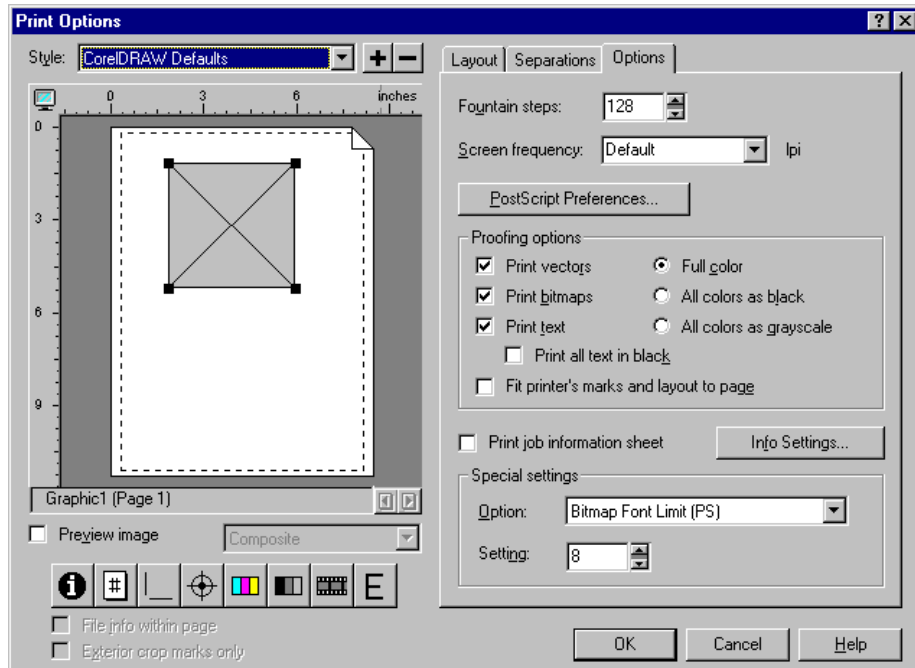 Print Options
Style: CorelDRAW Defaults
0 3 6 inches
0
3
6
9
Graphic1 (Page 1)
Preview image Composite
#
E
File info within page
Exterior crop marks only
Layout Separations Options
Fountain steps: 128
Screen frequency: Default lpi
PostScript Preferences...
Proofing options
Print vectors Full color
Print bitmaps All colors as black
Print text All colors as grayscale
Print all text in black
Fit printer's marks and layout to page
Print job information sheet Info Settings...
Special settings
Option: Bitmap Font Limit (PS)
Setting: 8
OK Cancel Help